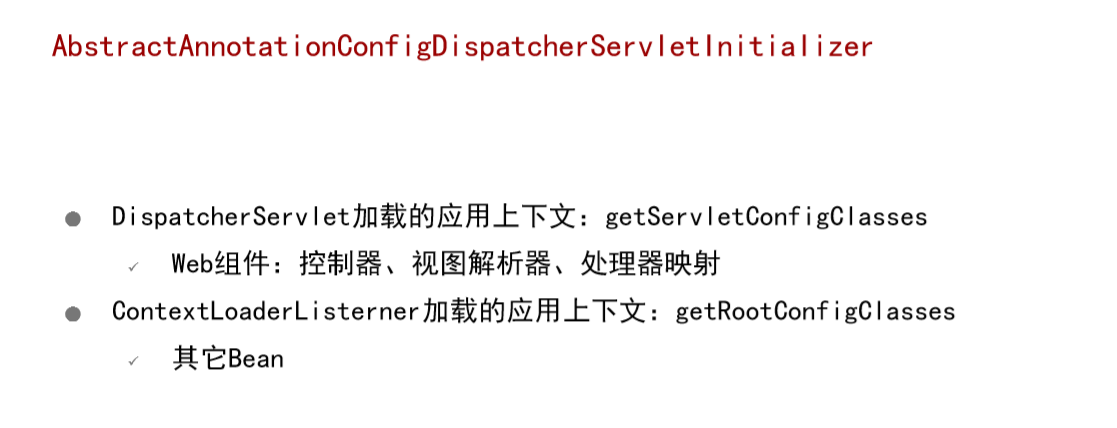 AbstractAnnotationConfigDispatcherServletInitializer
DispatcherServlet加载的应用上下文：getServletConfigClasses
Web组件：控制器、视图解析器、处理器映射
ContextLoaderListerner加载的应用上下文：getRootConfigClasses
其它Bean